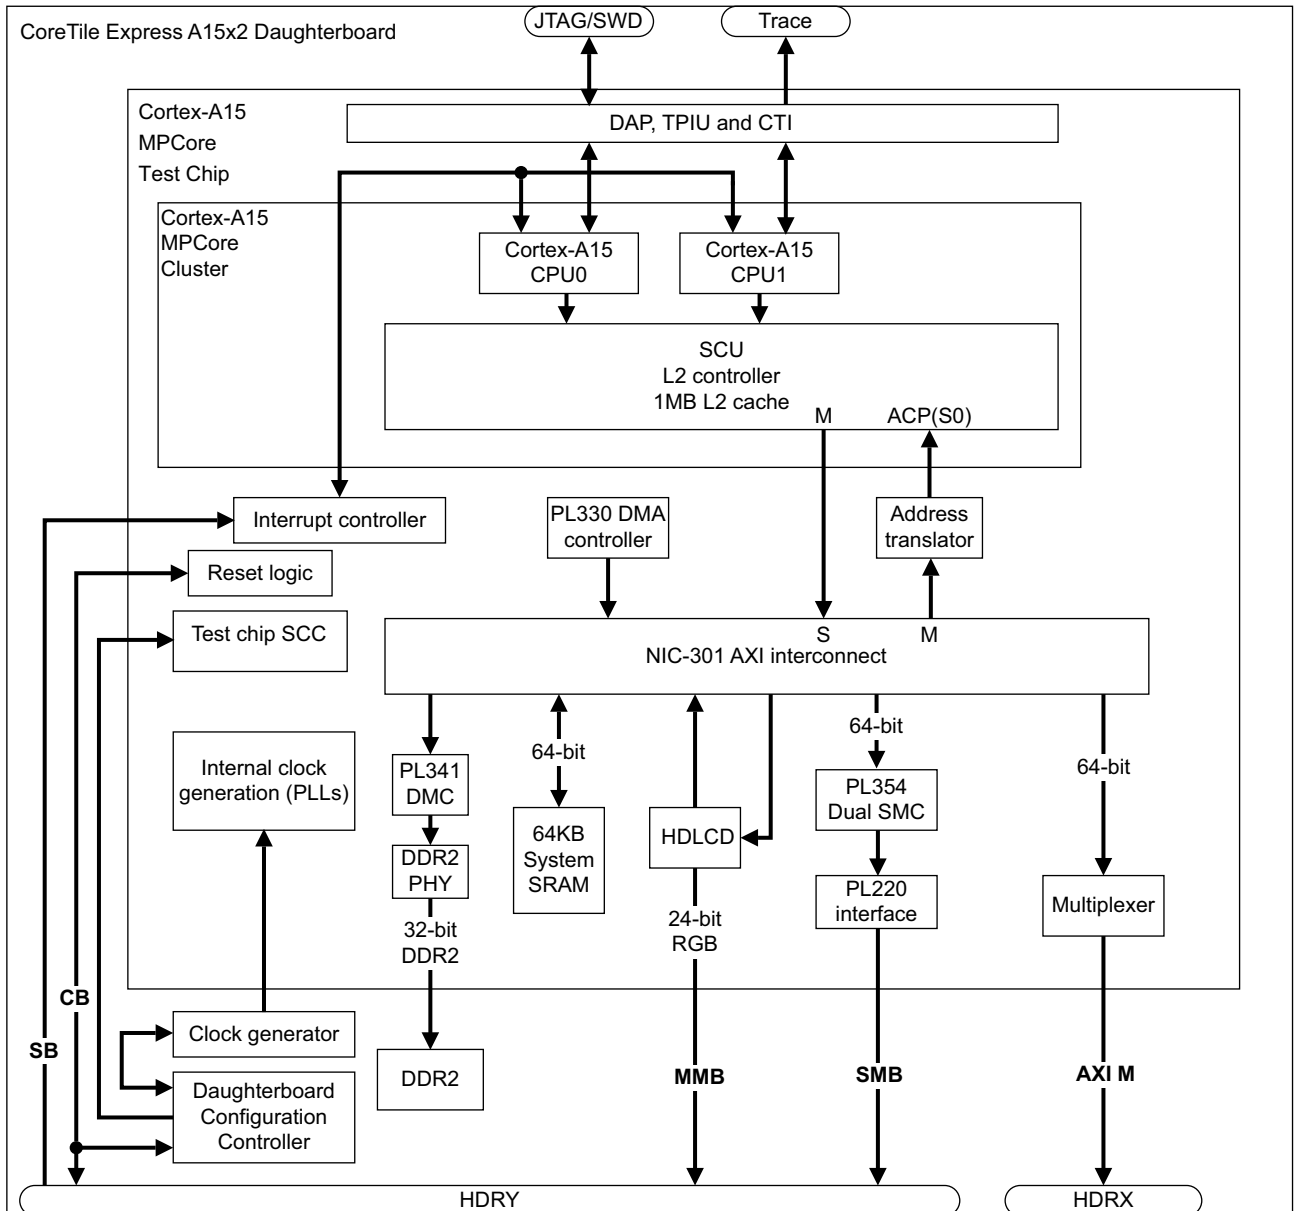 JTAG/SWD
Trace
CoreTile Express A15x2 Daughterboard
Cortex-A15
MPCore
Test Chip
DAP, TPIU and CTI
Cortex-A15
MPCore
Cluster
Cortex-A15
CPU0
Cortex-A15
CPU1
SCU
L2 controller
1MB L2 cache
M
ACP(S0)
Interrupt controller
PL330 DMA
controller
Address
translator
Reset logic
Test chip SCC
S
M
NIC-301 AXI interconnect
Internal clock
generation (PLLs)
PL341
DMC
DDR2
PHY
32-bit
DDR2
64-bit
64KB
System
SRAM
HDLCD
24-bit
RGB
64-bit
PL354
Dual SMC
PL220
interface
64-bit
Multiplexer
CB
SB
Clock generator
Daughterboard
Configuration
Controller
DDR2
MMB
SMB
AXI M
HDRY
HDRX